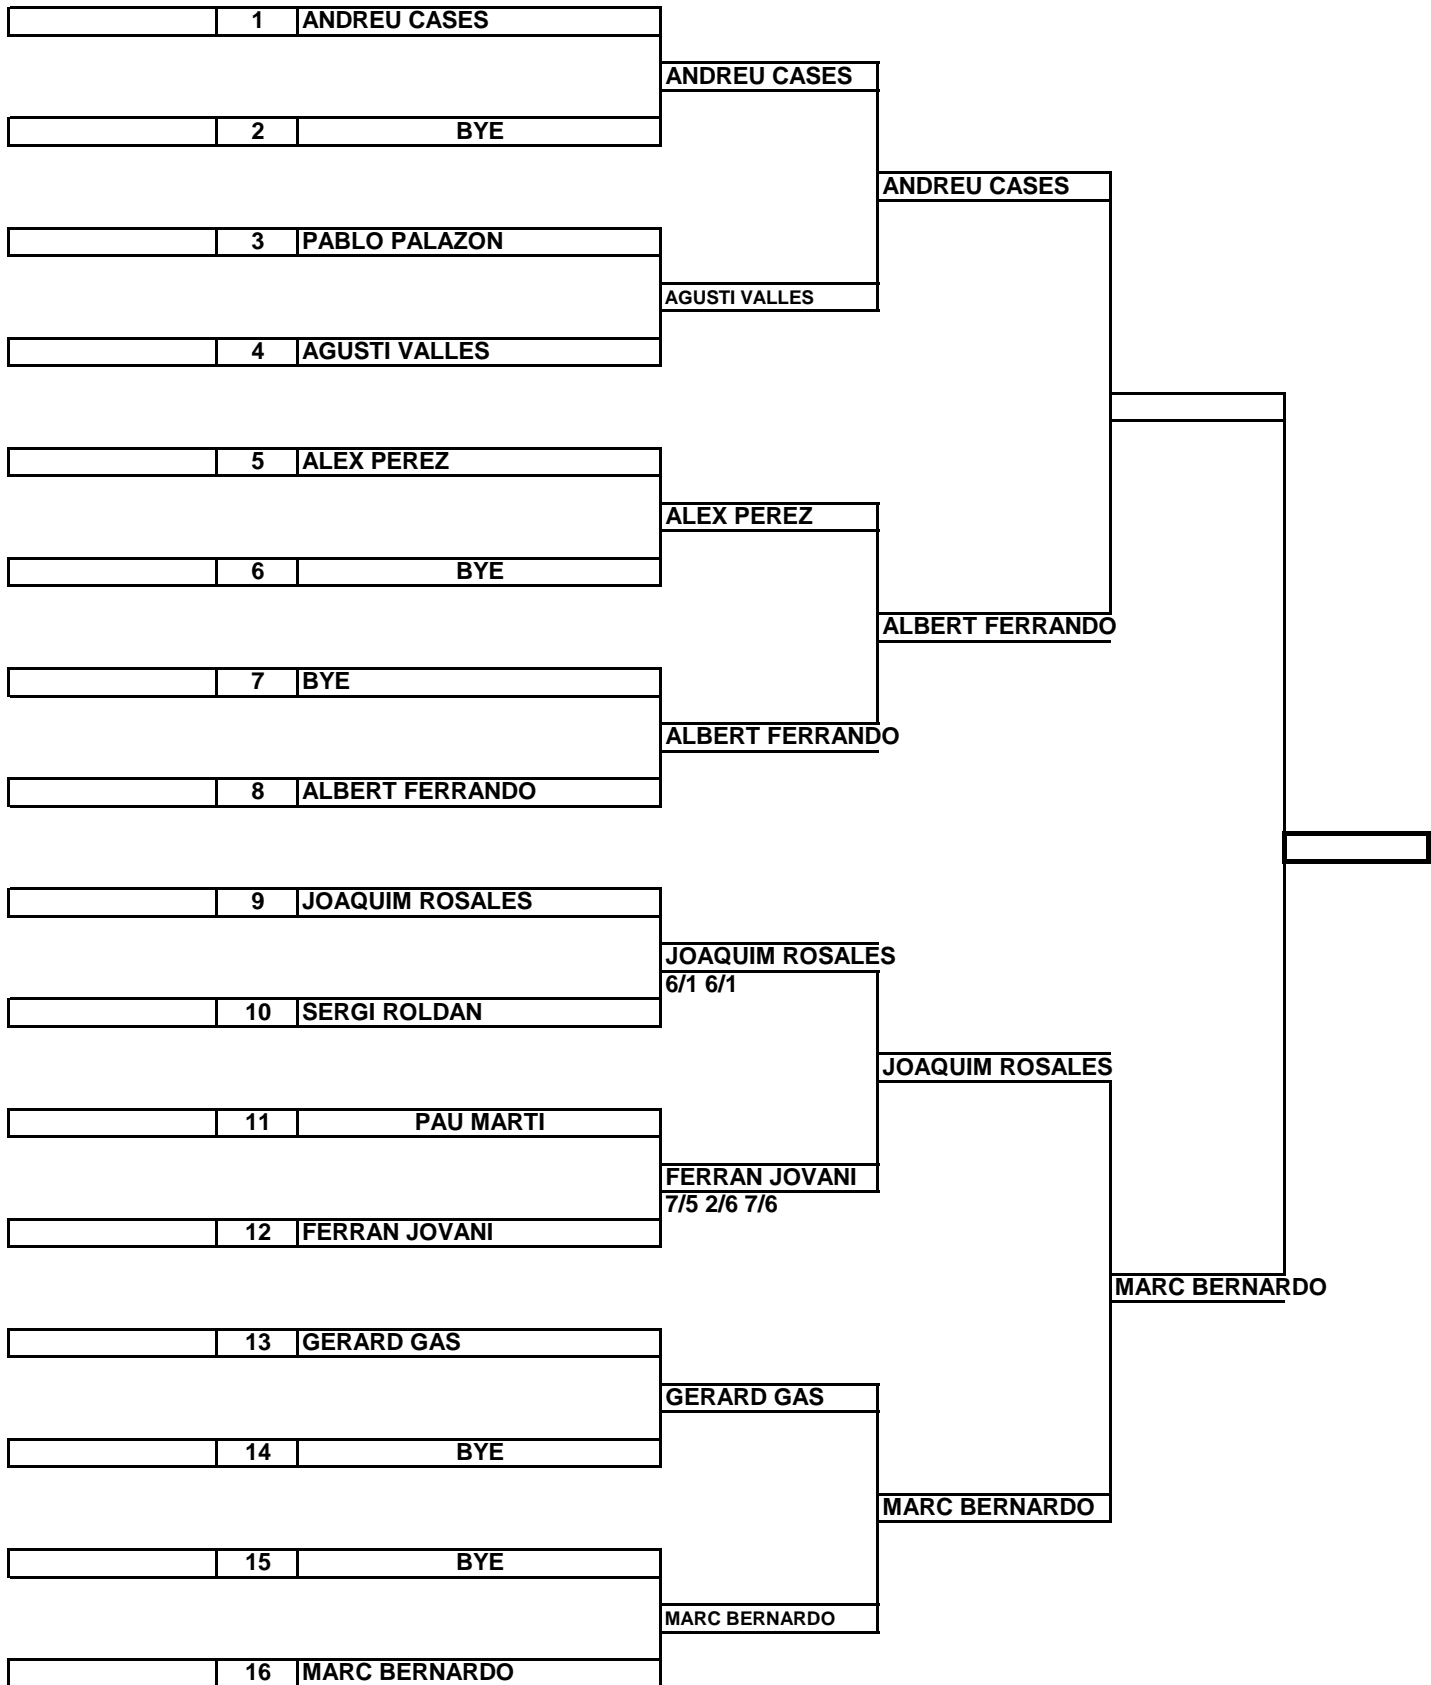 1 ANDREU CASES
ANDREU CASES
2 BYE
ANDREU CASES
3 PABLO PALAZON
AGUSTI VALLES
4 AGUSTI VALLES
5 ALEX PEREZ
ALEX PEREZ
6 BYE
ALBERT FERRANDO
7 BYE
ALBERT FERRANDO
8 ALBERT FERRANDO
9 JOAQUIM ROSALES
JOAQUIM ROSALES
6/1 6/1
10 SERGI ROLDAN
JOAQUIM ROSALES
11 PAU MARTI
FERRAN JOVANI
7/5 2/6 7/6
12 FERRAN JOVANI
MARC BERNARDO
13 GERARD GAS
GERARD GAS
14 BYE
MARC BERNARDO
15 BYE
MARC BERNARDO
16 MARC BERNARDO